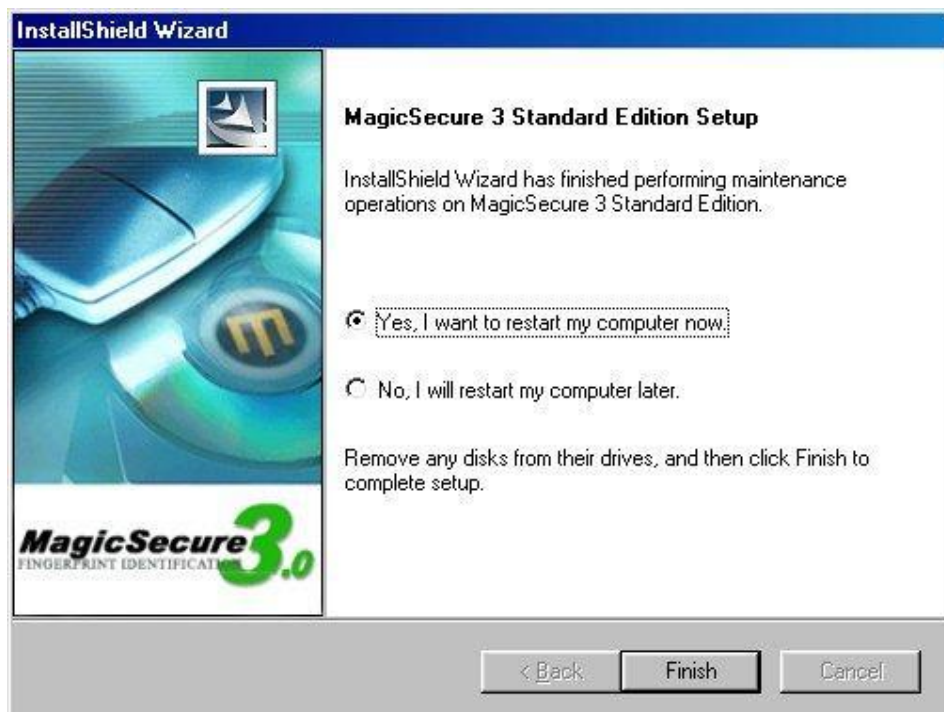 InstallShield Wizard
MagicSecure 3 Standard Edition Setup
InstallShield Wizard has finished performing maintenance
operations on MagicSecure 3 Standard Edition.
Yes, I want to restart my computer now.
No, I will restart my computer later.
Remove any disks from their drives, and then click Finish to
complete setup.
m
MagicSecure 3.0
FINGERPRINT IDENTIFICATION
< Back
Finish
Cancel